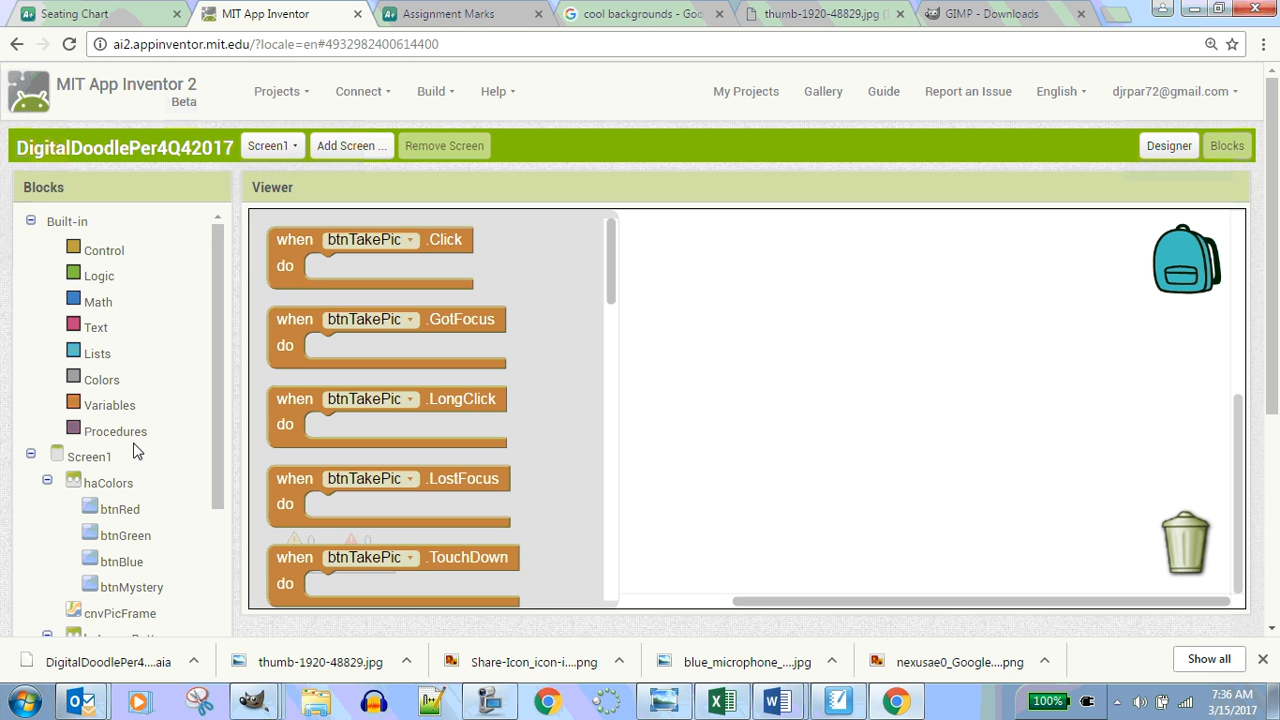 Seating Chart
MIT App Inventor
Assignment Marks
cool backgrounds - Goo
thumb-1920-48829.jpg (1
GIMP - Downloads
ai2.appinventor.mit.edu/?locale=en#4932982400614400
MIT App Inventor 2
Beta
Projects
Connect
Build
Help
My Projects
Gallery
Guide
Report an Issue
English
djrpar72@gmail.com
DigitalDoodlePer4Q42017
Screen1
Add Screen ...
Remove Screen
Designer
Blocks
Blocks
Viewer
Built-in
Control
Logic
Math
Text
Lists
Colors
Variables
Procedures
Screen1
haColors
btnRed
btnGreen
btnBlue
btnMystery
cnvPicFrame
when btnTakePic .Click
do
when btnTakePic .GotFocus
do
when btnTakePic .LongClick
do
when btnTakePic .LostFocus
do
0 0
when btnTakePic .TouchDown
do
DigitalDoodlePer4....aia
thumb-1920-48829.jpg
Share-Icon_icon-i....png
blue_microphone_....jpg
nexusae0_Google....png
Show all
100%
7:36 AM
3/15/2017